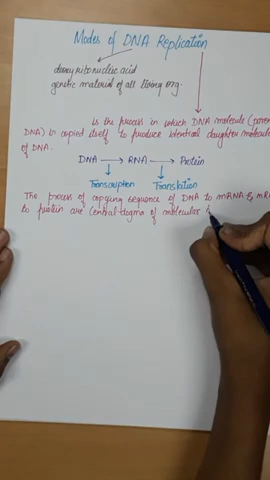 Modes of DNA Replication
deoxyribonucleic acid
genetic material of all living org.
is the process in which DNA molecule (parent
DNA) is copied itself to produce identical daughter molecule
of DNA.
DNA → RNA → Protein
Transcription Translation
The process of copying sequence of DNA to mRNA & mRNA
to protein are Central dogma of molecular